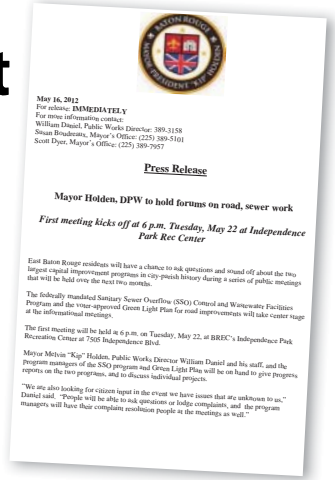 t
BATON ROUGE
MAYOR-PRESIDENT "KIP" HOLDEN
May 16, 2012
For release: IMMEDIATELY
For more information contact:
William Daniel, Public Works Director: 389-3158
Susan Boudreaux, Mayor's Office: (225) 389-5101
Scott Dyer, Mayor's Office: (225) 389-7957
Press Release
Mayor Holden, DPW to hold forums on road, sewer work
First meeting kicks off at 6 p.m. Tuesday, May 22 at Independence
Park Rec Center
East Baton Rouge residents will have a chance to ask questions and sound off about the two
largest capital improvement programs in city-parish history during a series of public meetings
that will be held over the next two months.
The federally mandated Sanitary Sewer Overflow (SSO) Control and Wastewater Facilities
Program and the voter-approved Green Light Plan for road improvements will take center stage
at the informational meetings.
The first meeting will be held at 6 p.m. on Tuesday, May 22, at BREC's Independence Park
Recreation Center at 7505 Independence Blvd.
Mayor Melvin "Kip" Holden, Public Works Director William Daniel and his staff, and the
program managers of the SSO program and Green Light Plan will be on hand to give progress
reports on the two programs, and to discuss individual projects.
"We are also looking for citizen input in the event we have issues that are unknown to us,"
Daniel said. "People will be able to ask questions or lodge complaints, and the program
managers will have their complaint resolution people at the meetings as well."